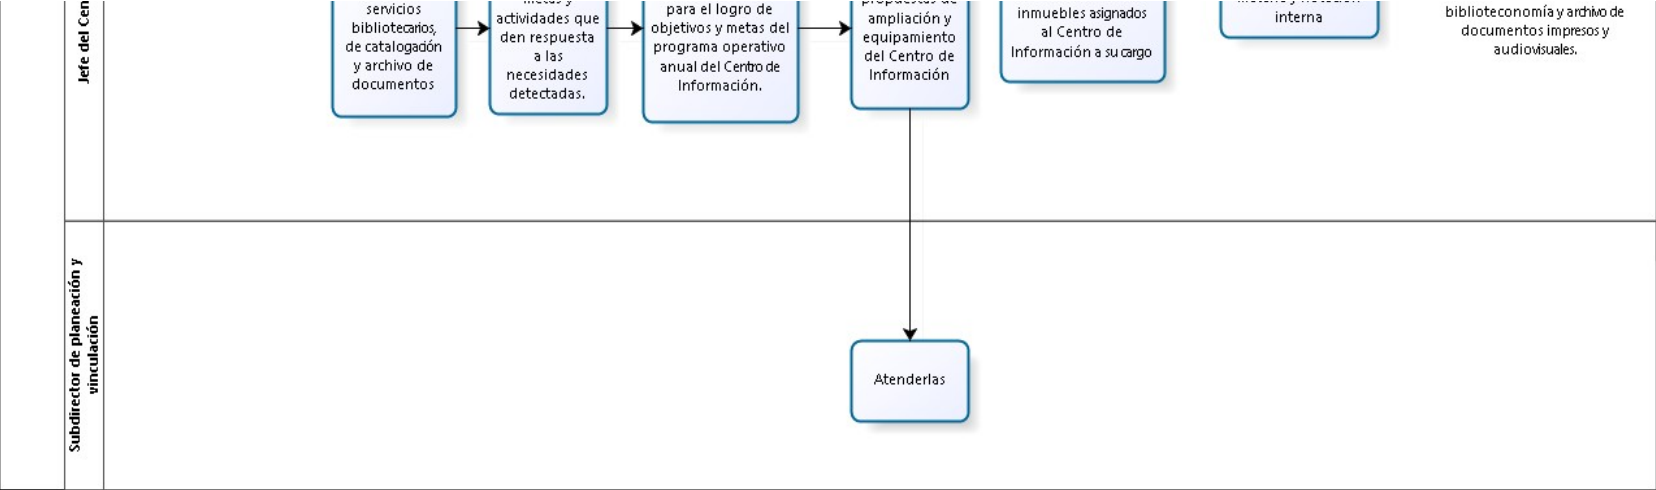 Jefe del Cen
servicios
bibliotecarios,
de catalogación
y archivo de
documentos
metas y
actividades que
den respuesta
a las
necesidades
detectadas.
para el logro de
objetivos y metas del
programa operativo
anual del Centro de
Información.
propuestas de
ampliación y
equipamiento
del Centro de
Información
inmuebles asignados
al Centro de
Información a su cargo
interna
biblioteconomía y archivo de
documentos impresos y
audiovisuales.
Subdirector de planeación y
vinculación
Atenderlas